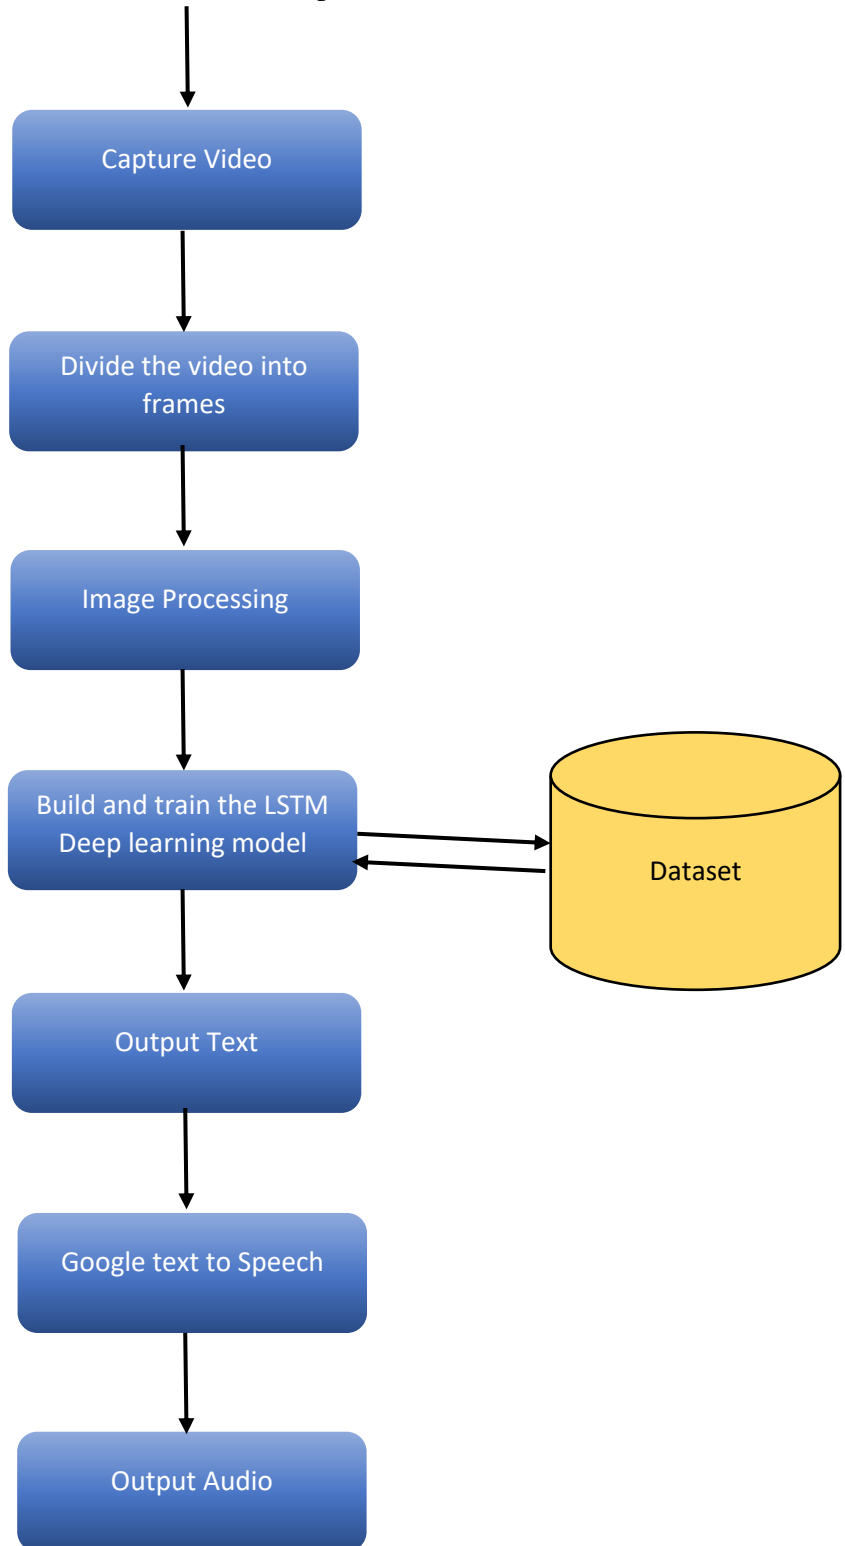 Capture Video
Divide the video into
frames
Image Processing
Build and train the LSTM
Deep learning model
Dataset
Output Text
Google text to Speech
Output Audio